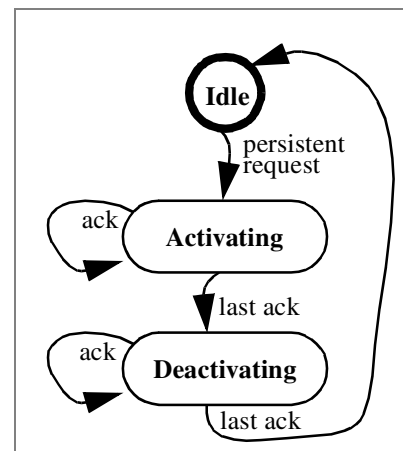 Idle
persistent
request
ack
Activating
last ack
ack
Deactivating
last ack